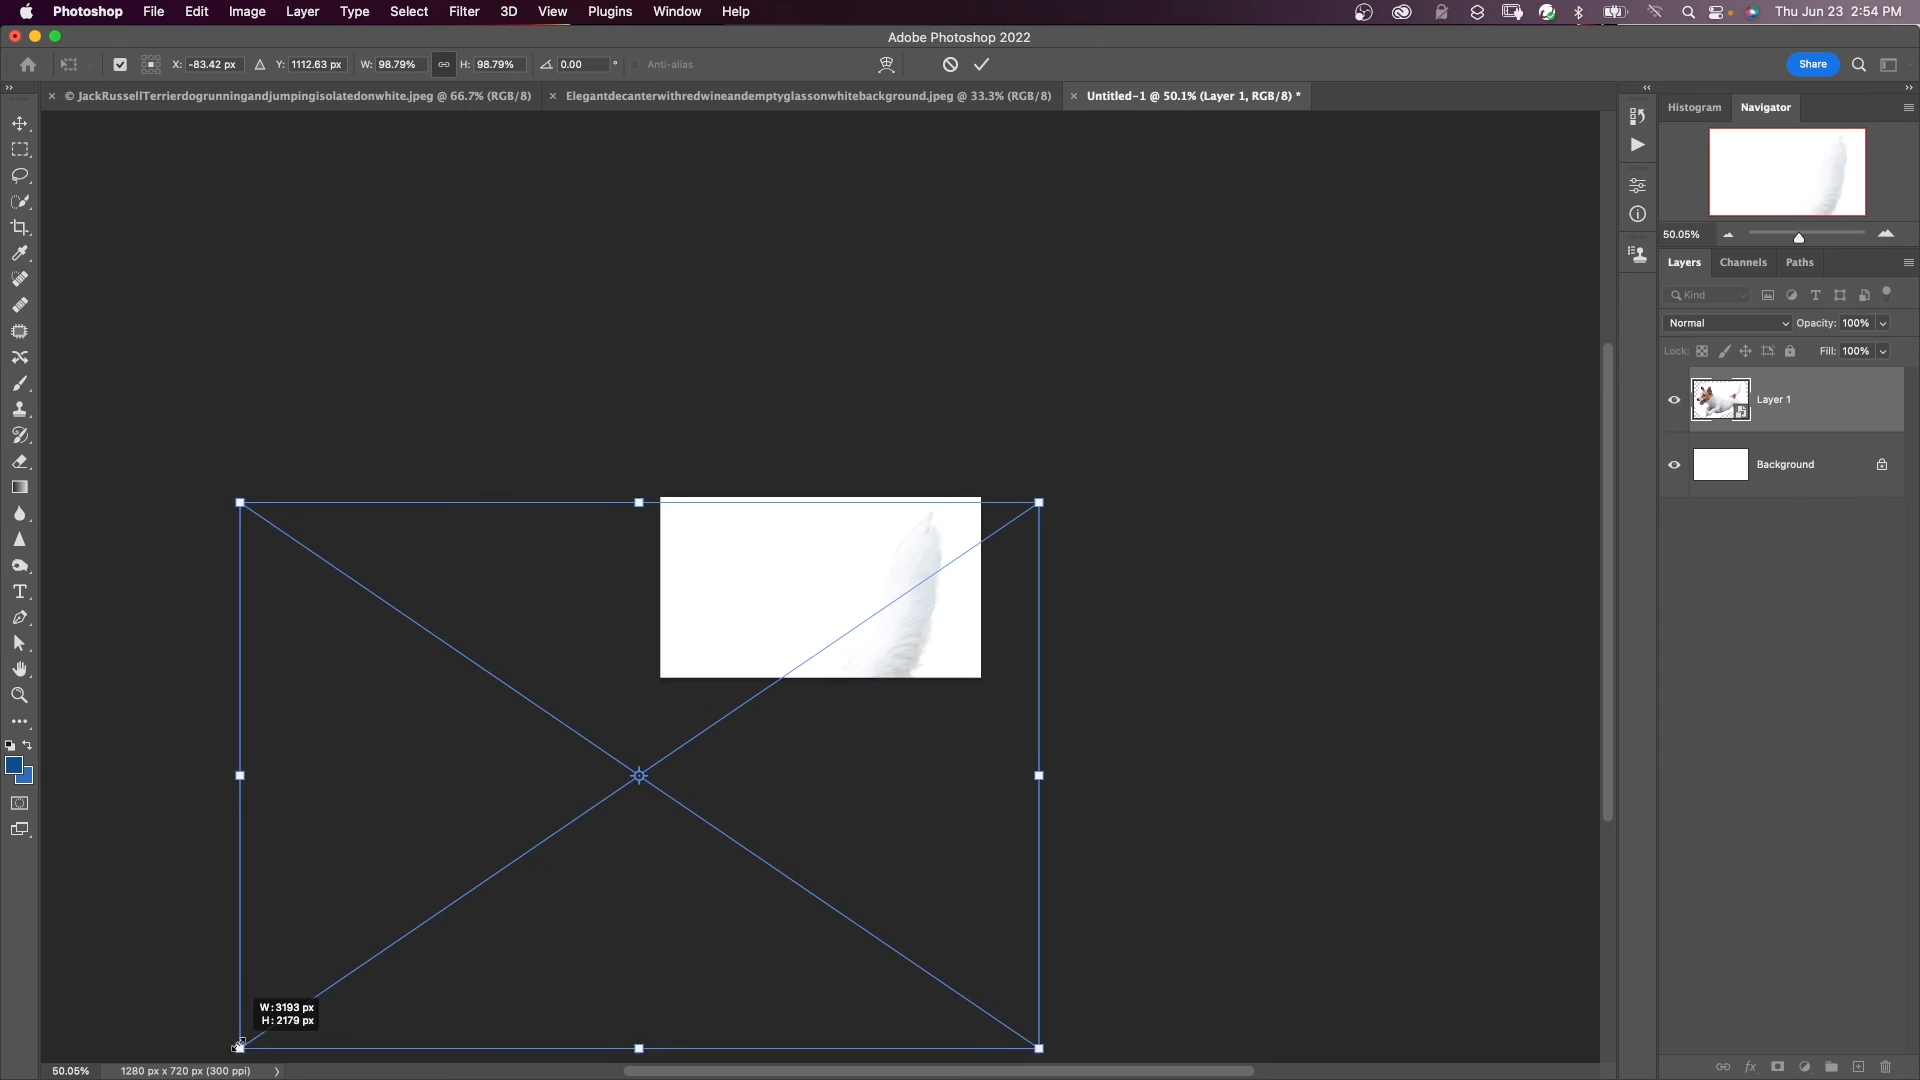 Photoshop File Edit Image Layer Type Select Filter 3D View Plugins Window Help Thu Jun 23 2:54 PM
Adobe Photoshop 2022
X: -83.42 px Y: 1112.63 px W: 98.79% H: 98.79% 0.00 ° Anti-alias Share
© JackRussellTerrierdogrunningandjumpingisolatedonwhite.jpeg @ 66.7% (RGB/8) Elegantdecanterwithredwineandemptyglassonwhitebackground.jpeg @ 33.3% (RGB/8) Untitled-1 @ 50.1% (Layer 1, RGB/8) *
Histogram Navigator
50.05%
Layers Channels Paths
Kind
Normal Opacity: 100%
Lock: Fill: 100%
Layer 1
Background
W: 3193 px
H: 2179 px
50.05% 1280 px x 720 px (300 ppi)